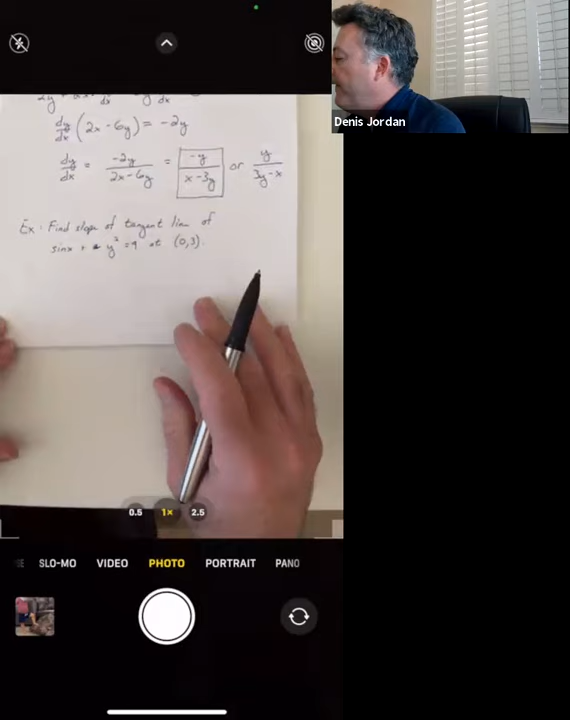 Denis Jordan
dy/dx (2x - 6y) = -2y
dy/dx = -2y/(2x - 6y) = -y/(x - 3y) or y/(3y - x)
Ex: Find slope of tangent line of
sinx + y² = 9 at (0,3).
0.5 1× 2.5
SLO-MO VIDEO PHOTO PORTRAIT PANO